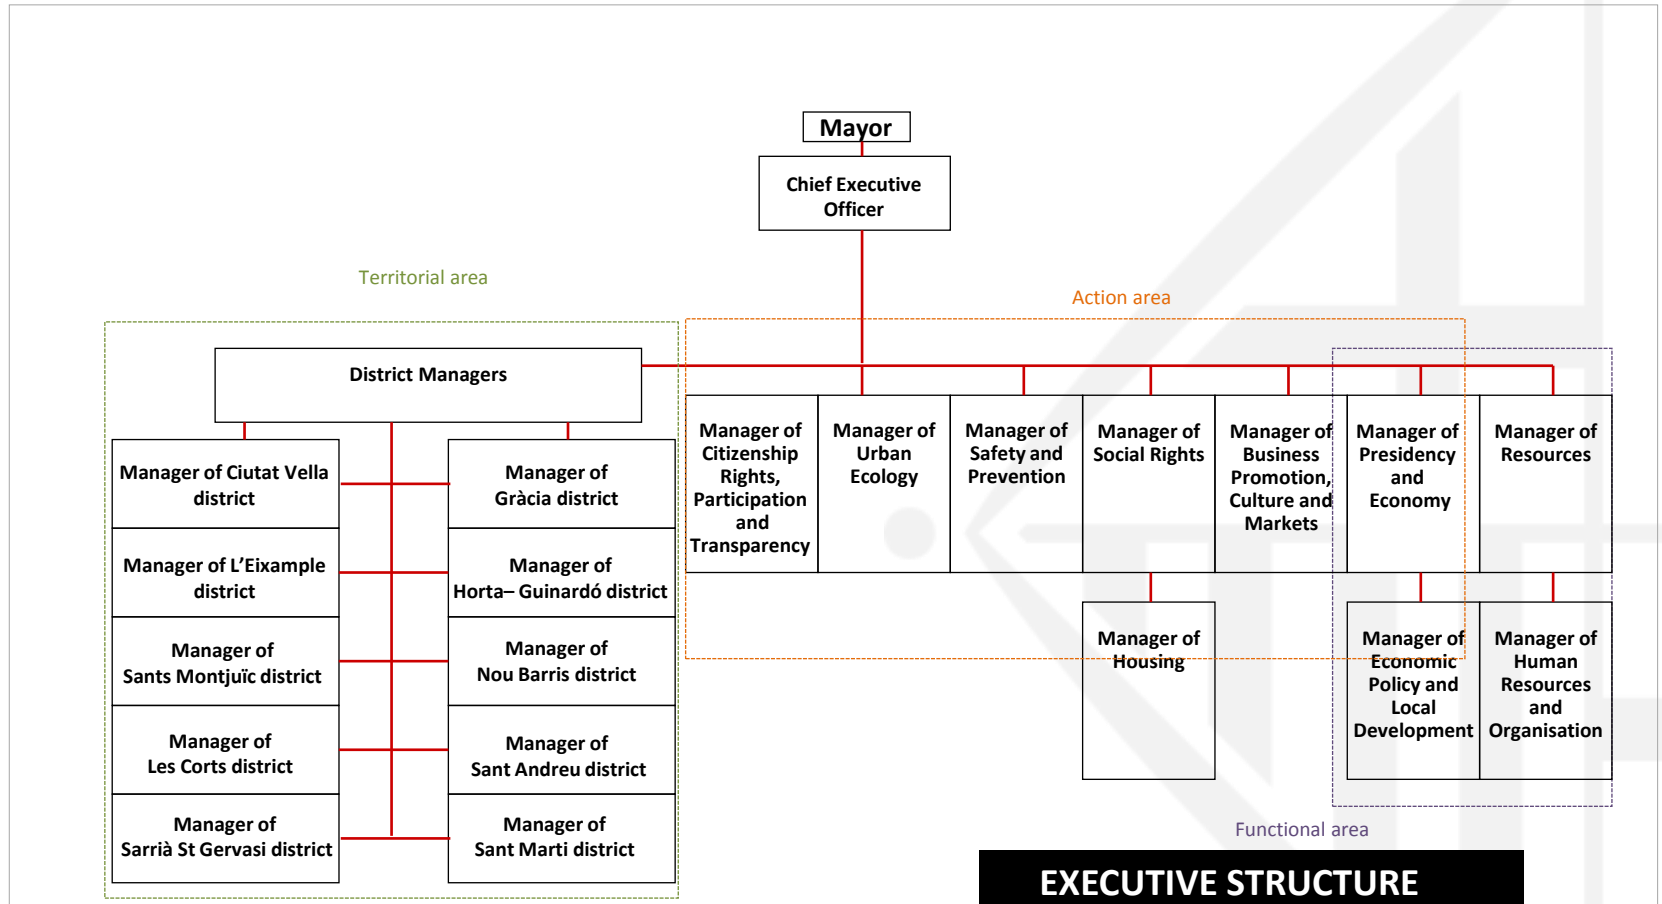 Mayor
Chief Executive
Officer
Territorial area
Action area
District Managers
Manager of Ciutat Vella
district
Manager of
Gràcia district
Manager of L'Eixample
district
Manager of
Horta– Guinardó district
Manager of
Sants Montjuïc district
Manager of
Nou Barris district
Manager of
Les Corts district
Manager of
Sant Andreu district
Manager of
Sarrià St Gervasi district
Manager of
Sant Marti district
Manager of
Citizenship
Rights,
Participation
and
Transparency
Manager of
Urban
Ecology
Manager of
Safety and
Prevention
Manager of
Social Rights
Manager of
Business
Promotion,
Culture and
Markets
Manager of
Presidency
and
Economy
Manager of
Resources
Manager of
Housing
Manager of
Economic
Policy and
Local
Development
Manager of
Human
Resources
and
Organisation
Functional area
EXECUTIVE STRUCTURE